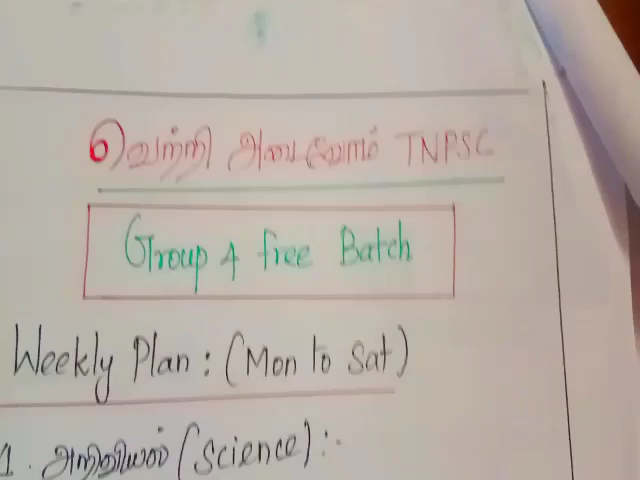 வெற்றி அடைவோம் TNPSC
Group 4 free Batch
Weekly Plan : (Mon to Sat)
1. அறிவியல் (Science) :-